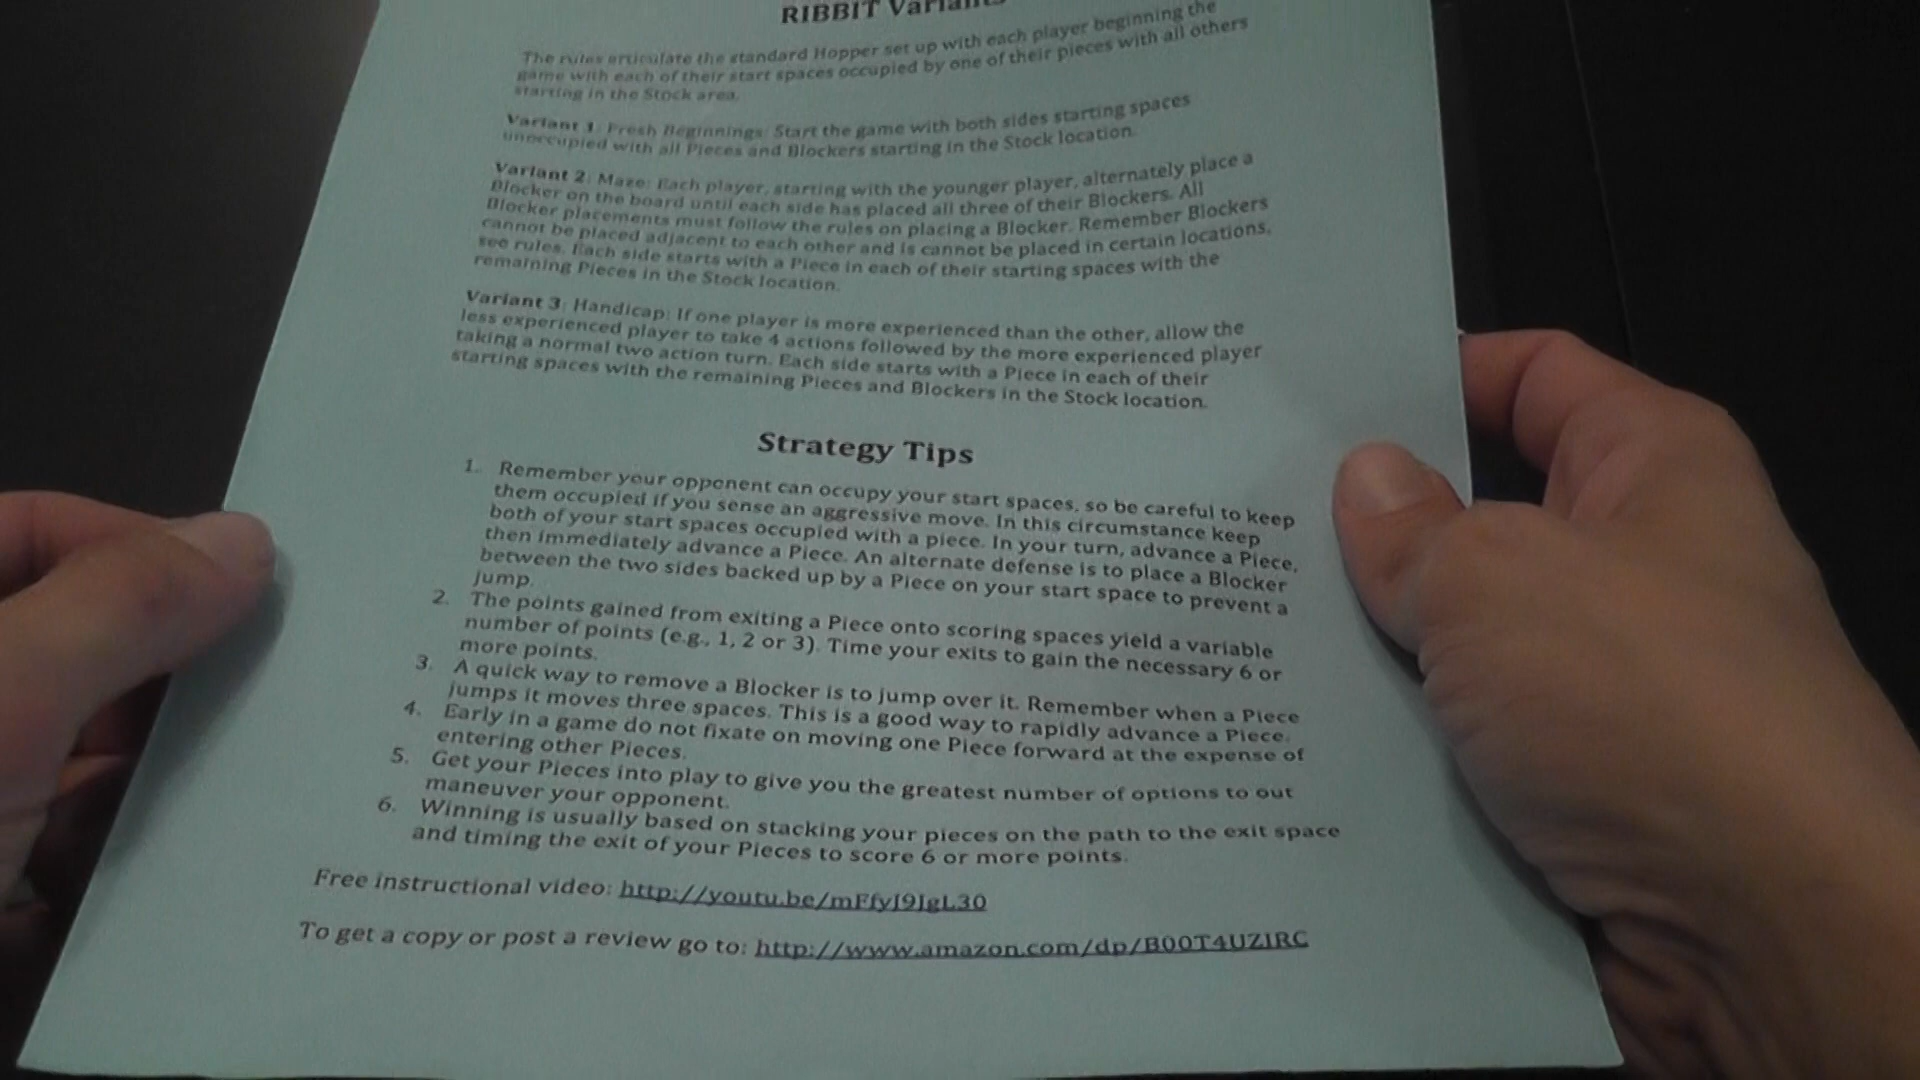 RIBBIT Variants
The rules articulate the standard Hopper set up with each player beginning the
game with each of their start spaces occupied by one of their pieces with all others
starting in the Stock area.
Variant 1: Fresh Beginnings: Start the game with both sides starting spaces
unoccupied with all Pieces and Blockers starting in the Stock location.
Variant 2: Maze: Each player, starting with the younger player, alternately place a
Blocker on the board until each side has placed all three of their Blockers. All
Blocker placements must follow the rules on placing a Blocker. Remember Blockers
cannot be placed adjacent to each other and is cannot be placed in certain locations,
see rules. Each side starts with a Piece in each of their starting spaces with the
remaining Pieces in the Stock location.
Variant 3: Handicap: If one player is more experienced than the other, allow the
less experienced player to take 4 actions followed by the more experienced player
taking a normal two action turn. Each side starts with a Piece in each of their
starting spaces with the remaining Pieces and Blockers in the Stock location.
Strategy Tips
1. Remember your opponent can occupy your start spaces, so be careful to keep
them occupied if you sense an aggressive move. In this circumstance keep
both of your start spaces occupied with a piece. In your turn, advance a Piece,
then immediately advance a Piece. An alternate defense is to place a Blocker
between the two sides backed up by a Piece on your start space to prevent a
jump.
2. The points gained from exiting a Piece onto scoring spaces yield a variable
number of points (e.g., 1, 2 or 3). Time your exits to gain the necessary 6 or
more points.
3. A quick way to remove a Blocker is to jump over it. Remember when a Piece
jumps it moves three spaces. This is a good way to rapidly advance a Piece.
4. Early in a game do not fixate on moving one Piece forward at the expense of
entering other Pieces.
5. Get your Pieces into play to give you the greatest number of options to out
maneuver your opponent.
6. Winning is usually based on stacking your pieces on the path to the exit space
and timing the exit of your Pieces to score 6 or more points.
Free instructional video: http://youtu.be/mFfyJ9JgL30
To get a copy or post a review go to: http://www.amazon.com/dp/B00T4UZIRC